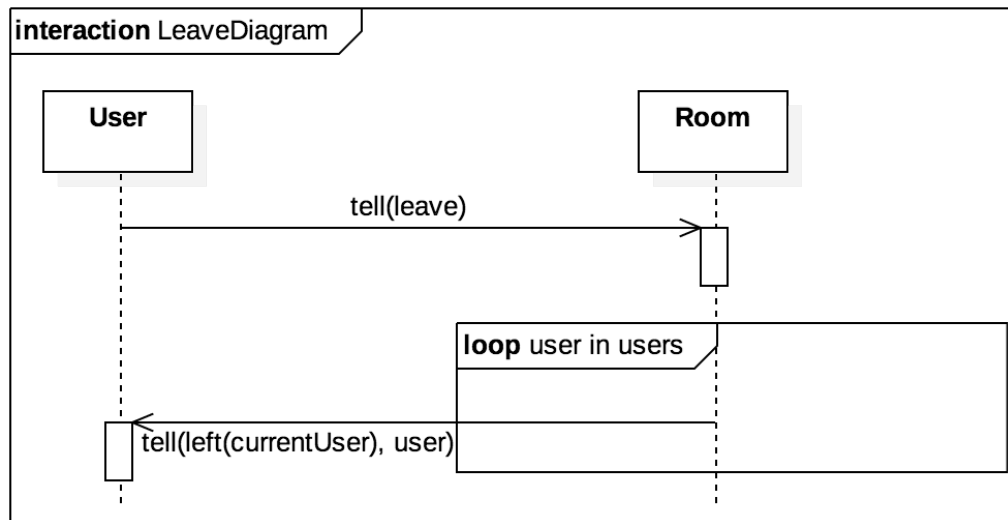 interaction LeaveDiagram
User
Room
tell(leave)
loop user in users
tell(left(currentUser), user)